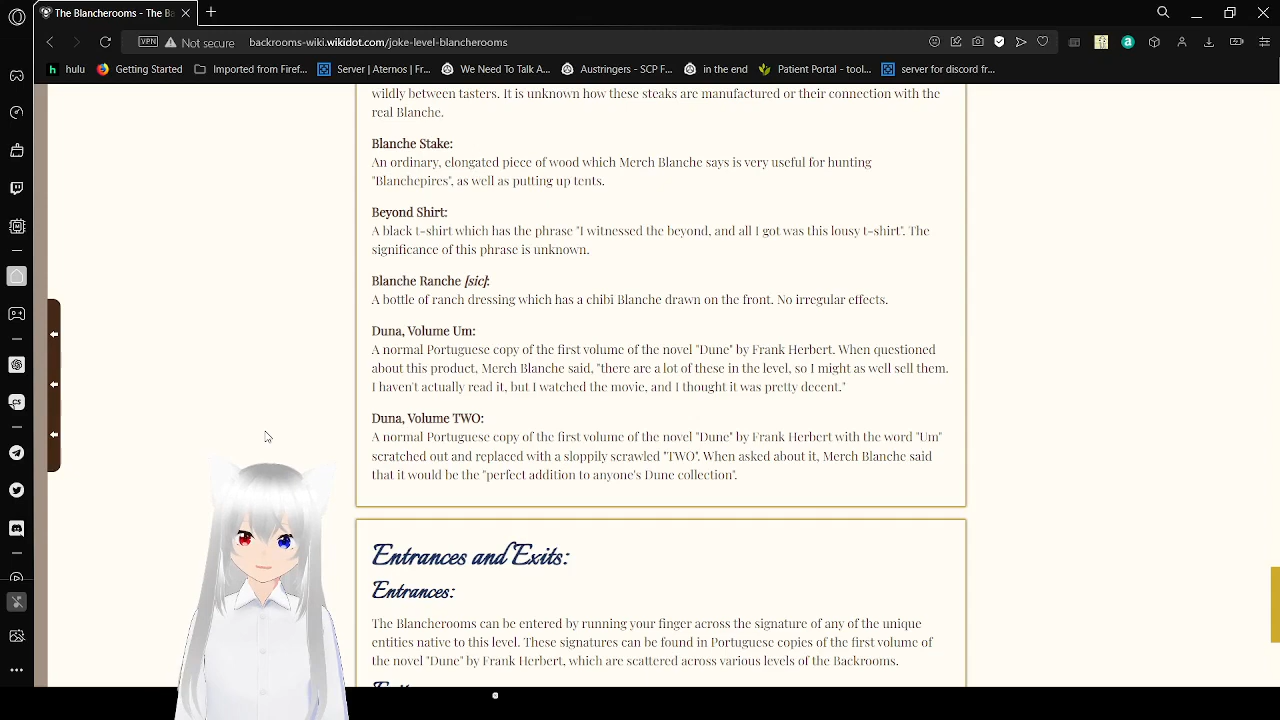 The Blancherooms - The Ba
VPN
Not secure
backrooms-wiki.wikidot.com/joke-level-blancherooms
hulu
Getting Started
Imported from Firef...
Server | Aternos | Fr...
We Need To Talk A...
Austringers - SCP F...
in the end
Patient Portal - tool...
server for discord fr...
wildly between tasters. It is unknown how these steaks are manufactured or their connection with the
real Blanche.
Blanche Stake:
An ordinary, elongated piece of wood which Merch Blanche says is very useful for hunting
"Blanchepires", as well as putting up tents.
Beyond Shirt:
A black t-shirt which has the phrase "I witnessed the beyond, and all I got was this lousy t-shirt". The
significance of this phrase is unknown.
Blanche Ranche [sic]:
A bottle of ranch dressing which has a chibi Blanche drawn on the front. No irregular effects.
Duna, Volume Um:
A normal Portuguese copy of the first volume of the novel "Dune" by Frank Herbert. When questioned
about this product, Merch Blanche said, "there are a lot of these in the level, so I might as well sell them.
I haven't actually read it, but I watched the movie, and I thought it was pretty decent."
Duna, Volume TWO:
A normal Portuguese copy of the first volume of the novel "Dune" by Frank Herbert with the word "Um"
scratched out and replaced with a sloppily scrawled "TWO". When asked about it, Merch Blanche said
that it would be the "perfect addition to anyone's Dune collection".
Entrances and Exits:
Entrances:
The Blancherooms can be entered by running your finger across the signature of any of the unique
entities native to this level. These signatures can be found in Portuguese copies of the first volume of
the novel "Dune" by Frank Herbert, which are scattered across various levels of the Backrooms.